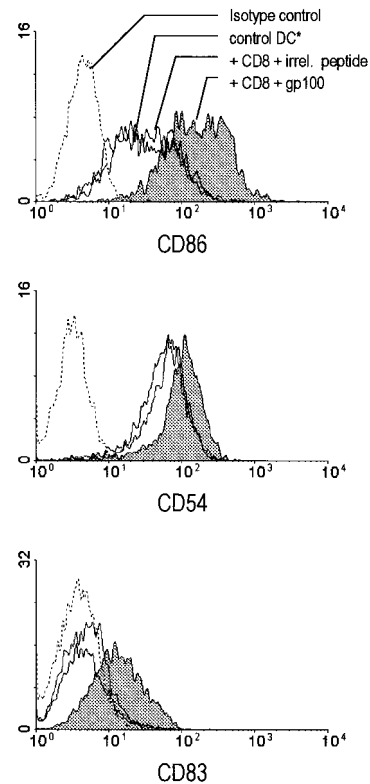 Isotype control
control DC*
+ CD8 + irrel. peptide
+ CD8 + gp100
16
0
10^0 10^1 10^2 10^3 10^4
CD86
16
0
10^0 10^1 10^2 10^3 10^4
CD54
32
0
10^0 10^1 10^2 10^3 10^4
CD83